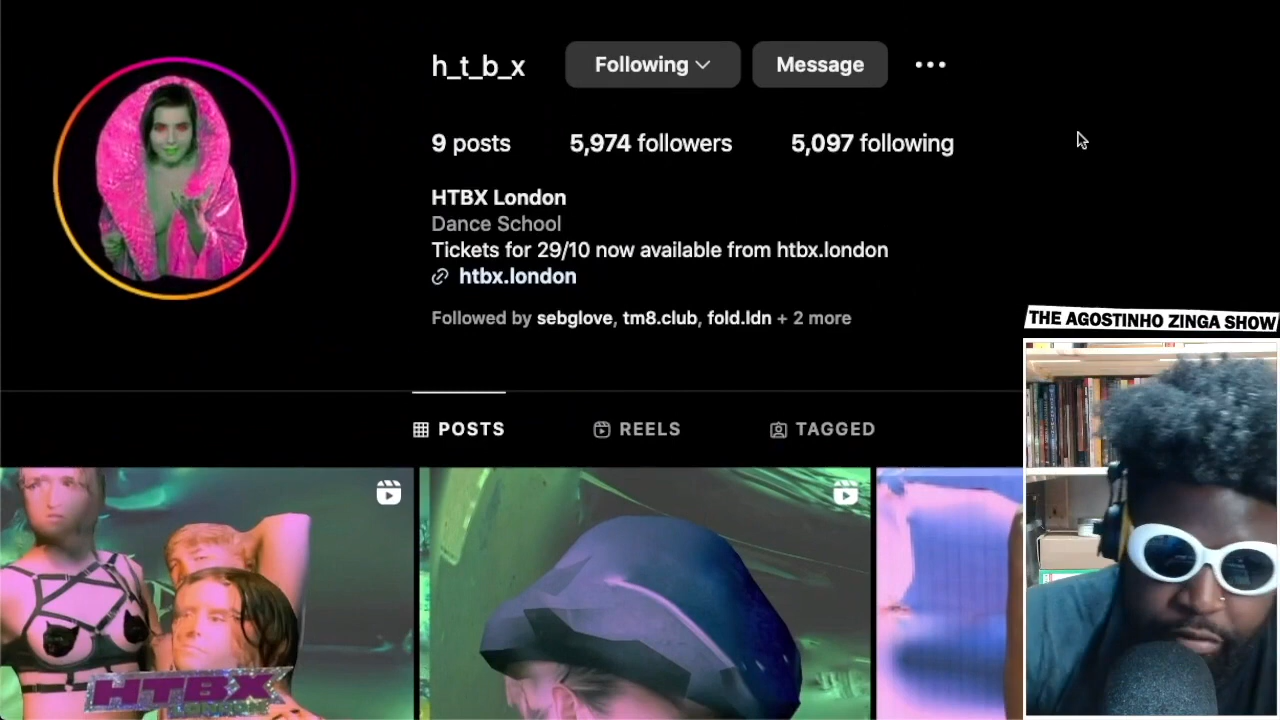 h_t_b_x
Following
Message
9 posts
5,974 followers
5,097 following
HTBX London
Dance School
Tickets for 29/10 now available from htbx.london
htbx.london
Followed by sebglove, tm8.club, fold.ldn + 2 more
THE AGOSTINHO ZINGA SHOW
POSTS
REELS
TAGGED
HTBX
LONDON